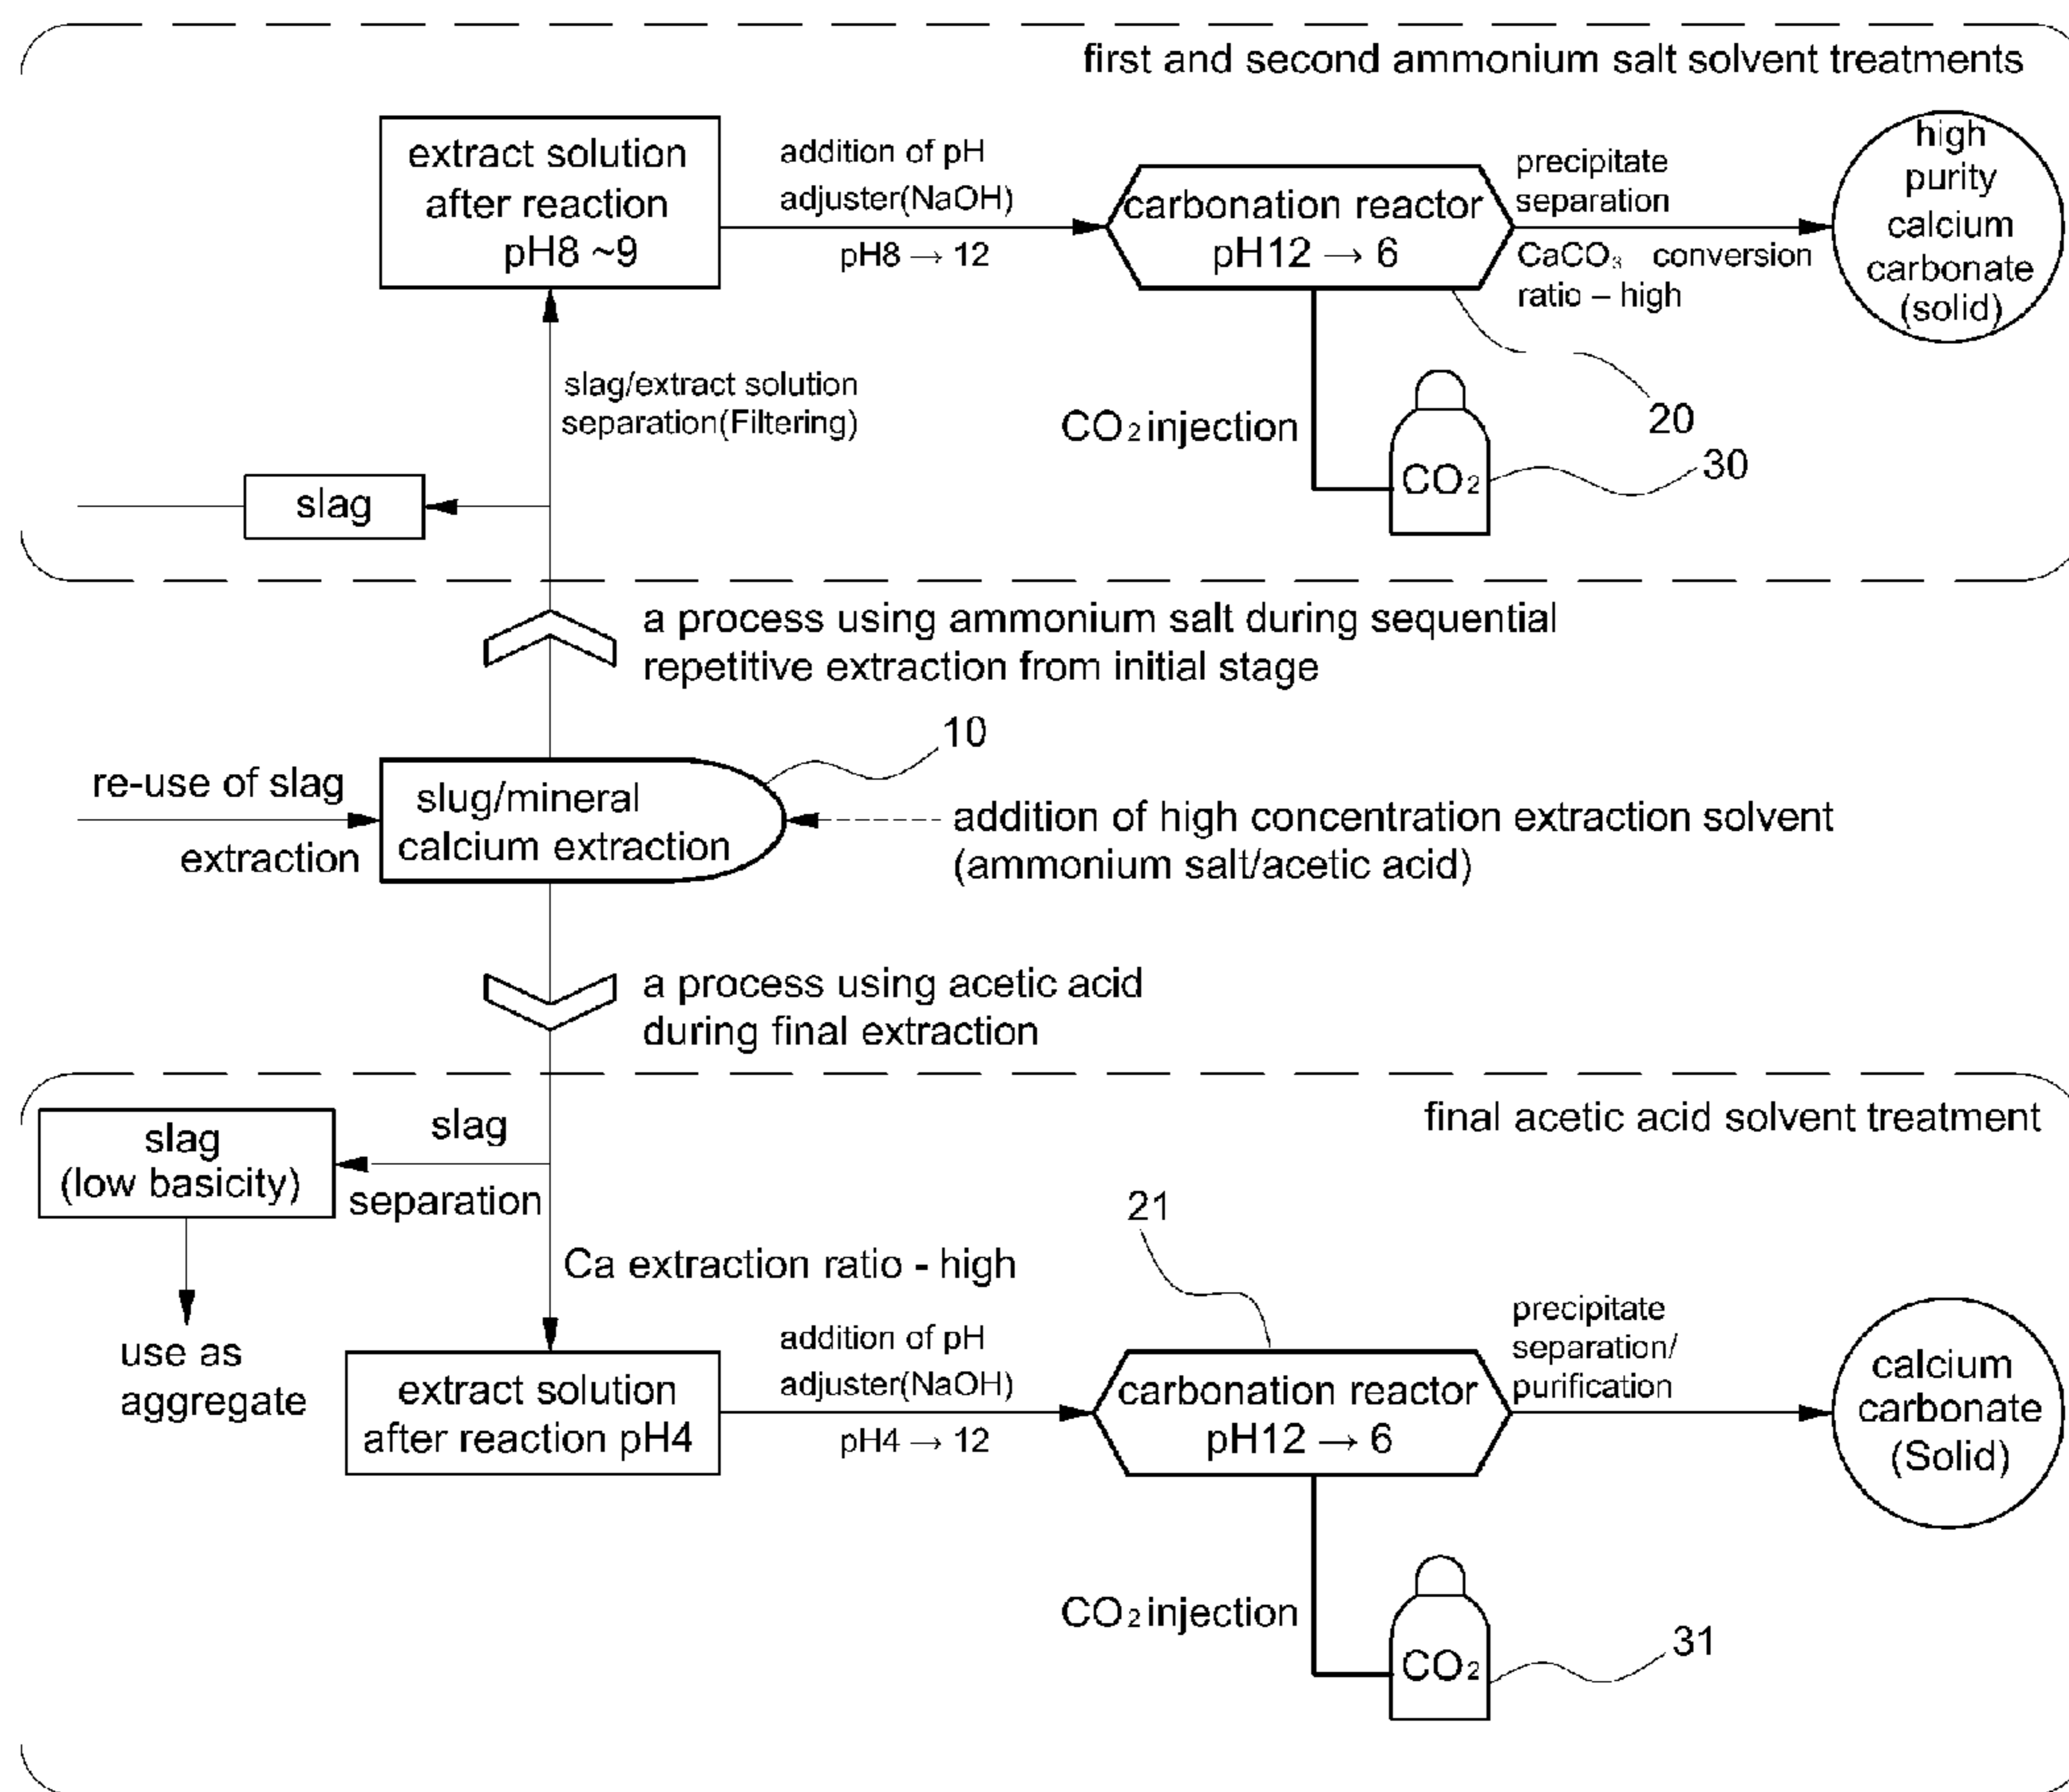 first and second ammonium salt solvent treatments
extract solution
after reaction
pH8 ~9
addition of pH
adjuster(NaOH)
pH8 → 12
carbonation reactor
pH12 → 6
precipitate
separation
CaCO₃ conversion
ratio – high
high
purity
calcium
carbonate
(solid)
slag/extract solution
separation(Filtering)
slag
CO₂ injection
CO₂
20
30
a process using ammonium salt during sequential
repetitive extraction from initial stage
10
re-use of slag
extraction
slug/mineral
calcium extraction
addition of high concentration extraction solvent
(ammonium salt/acetic acid)
a process using acetic acid
during final extraction
final acetic acid solvent treatment
slag
(low basicity)
slag
separation
use as
aggregate
Ca extraction ratio - high
extract solution
after reaction pH4
addition of pH
adjuster(NaOH)
pH4 → 12
21
carbonation reactor
pH12 → 6
precipitate
separation/
purification
calcium
carbonate
(Solid)
CO₂ injection
CO₂
31